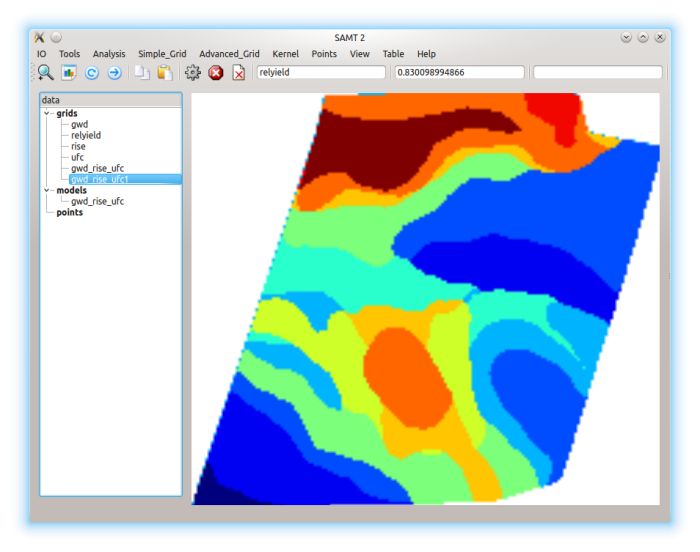 SAMT 2
IO Tools Analysis Simple_Grid Advanced_Grid Kernel Points View Table Help
relyield 0.830098994866
data
grids
gwd
relyield
rise
ufc
gwd_rise_ufc
gwd_rise_ufc1
models
gwd_rise_ufc
points